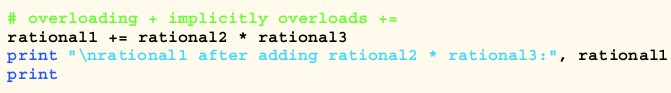 # overloading + implicitly overloads +=
rational1 += rational2 * rational3
print "\nrational1 after adding rational2 * rational3:", rational1
print